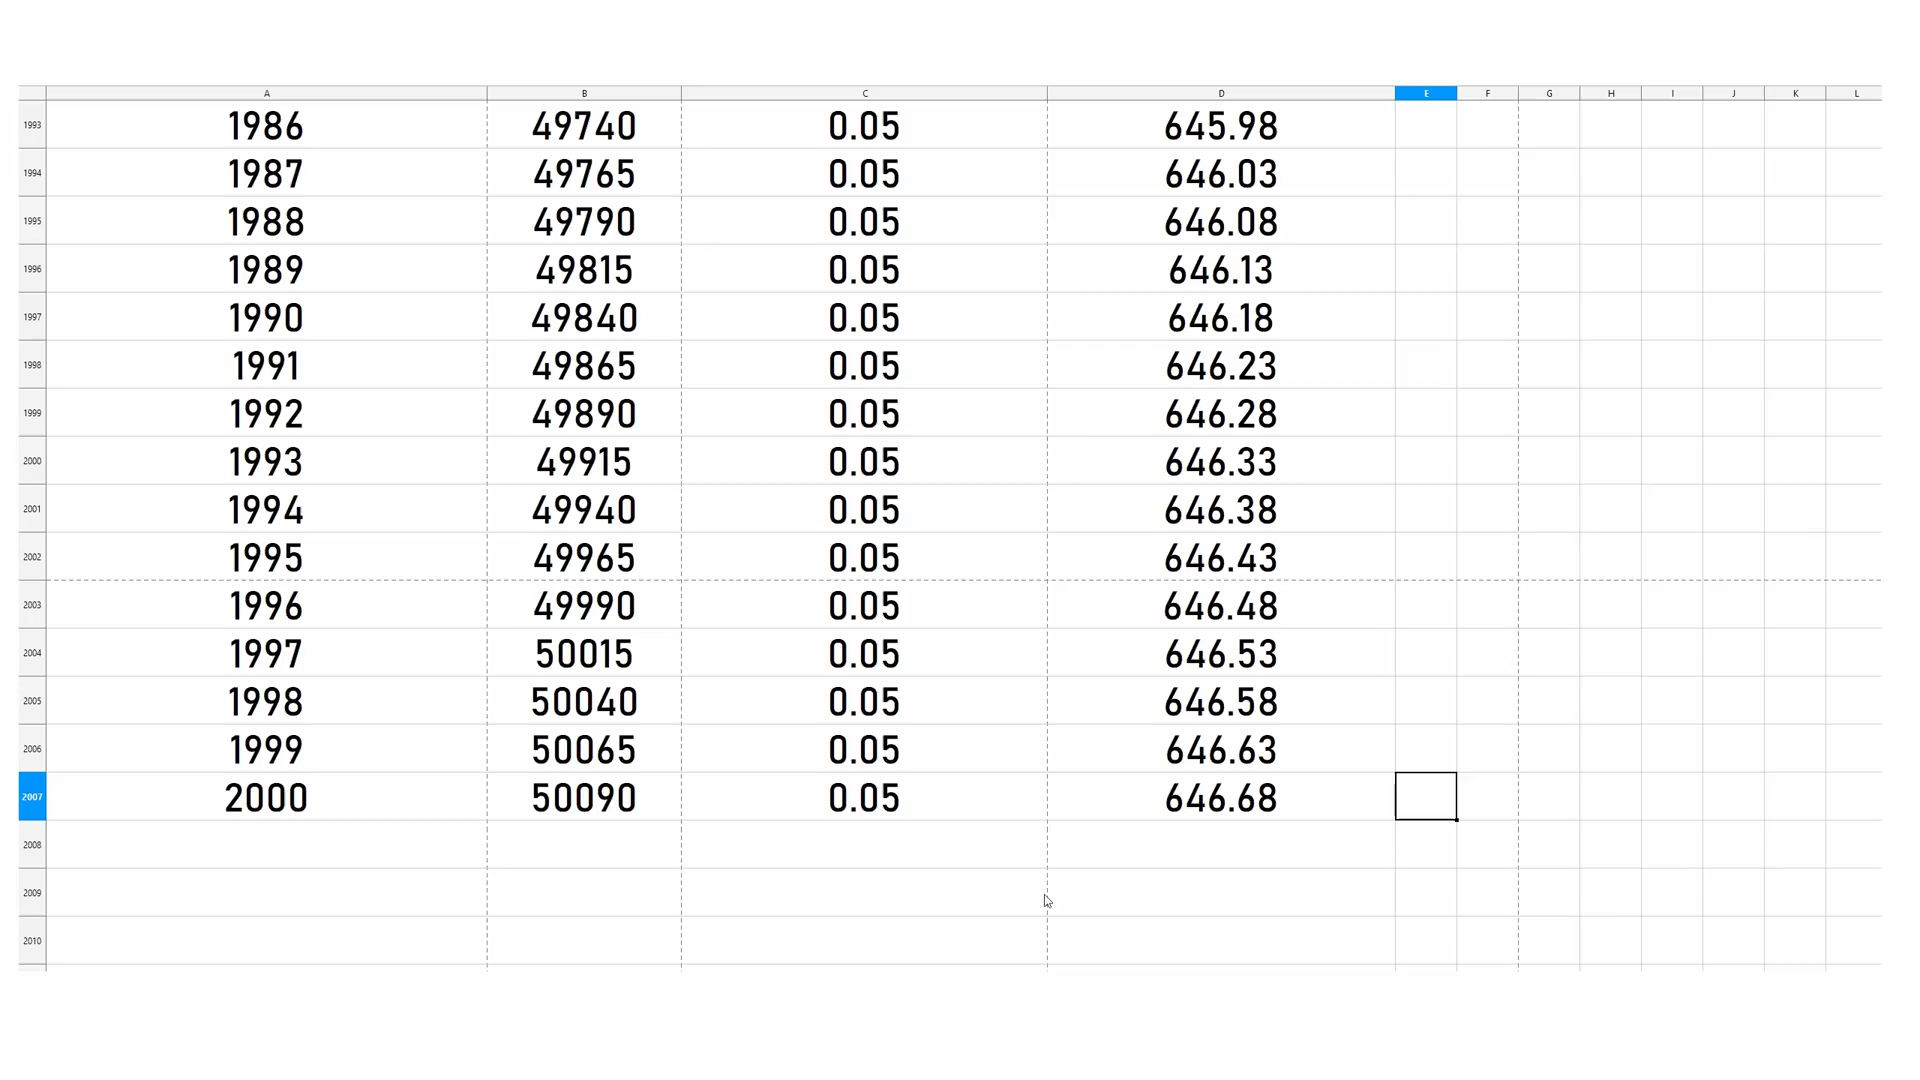 A B C D E F G H I J K L
1993 1986 49740 0.05 645.98
1994 1987 49765 0.05 646.03
1995 1988 49790 0.05 646.08
1996 1989 49815 0.05 646.13
1997 1990 49840 0.05 646.18
1998 1991 49865 0.05 646.23
1999 1992 49890 0.05 646.28
2000 1993 49915 0.05 646.33
2001 1994 49940 0.05 646.38
2002 1995 49965 0.05 646.43
2003 1996 49990 0.05 646.48
2004 1997 50015 0.05 646.53
2005 1998 50040 0.05 646.58
2006 1999 50065 0.05 646.63
2007 2000 50090 0.05 646.68
2008
2009
2010